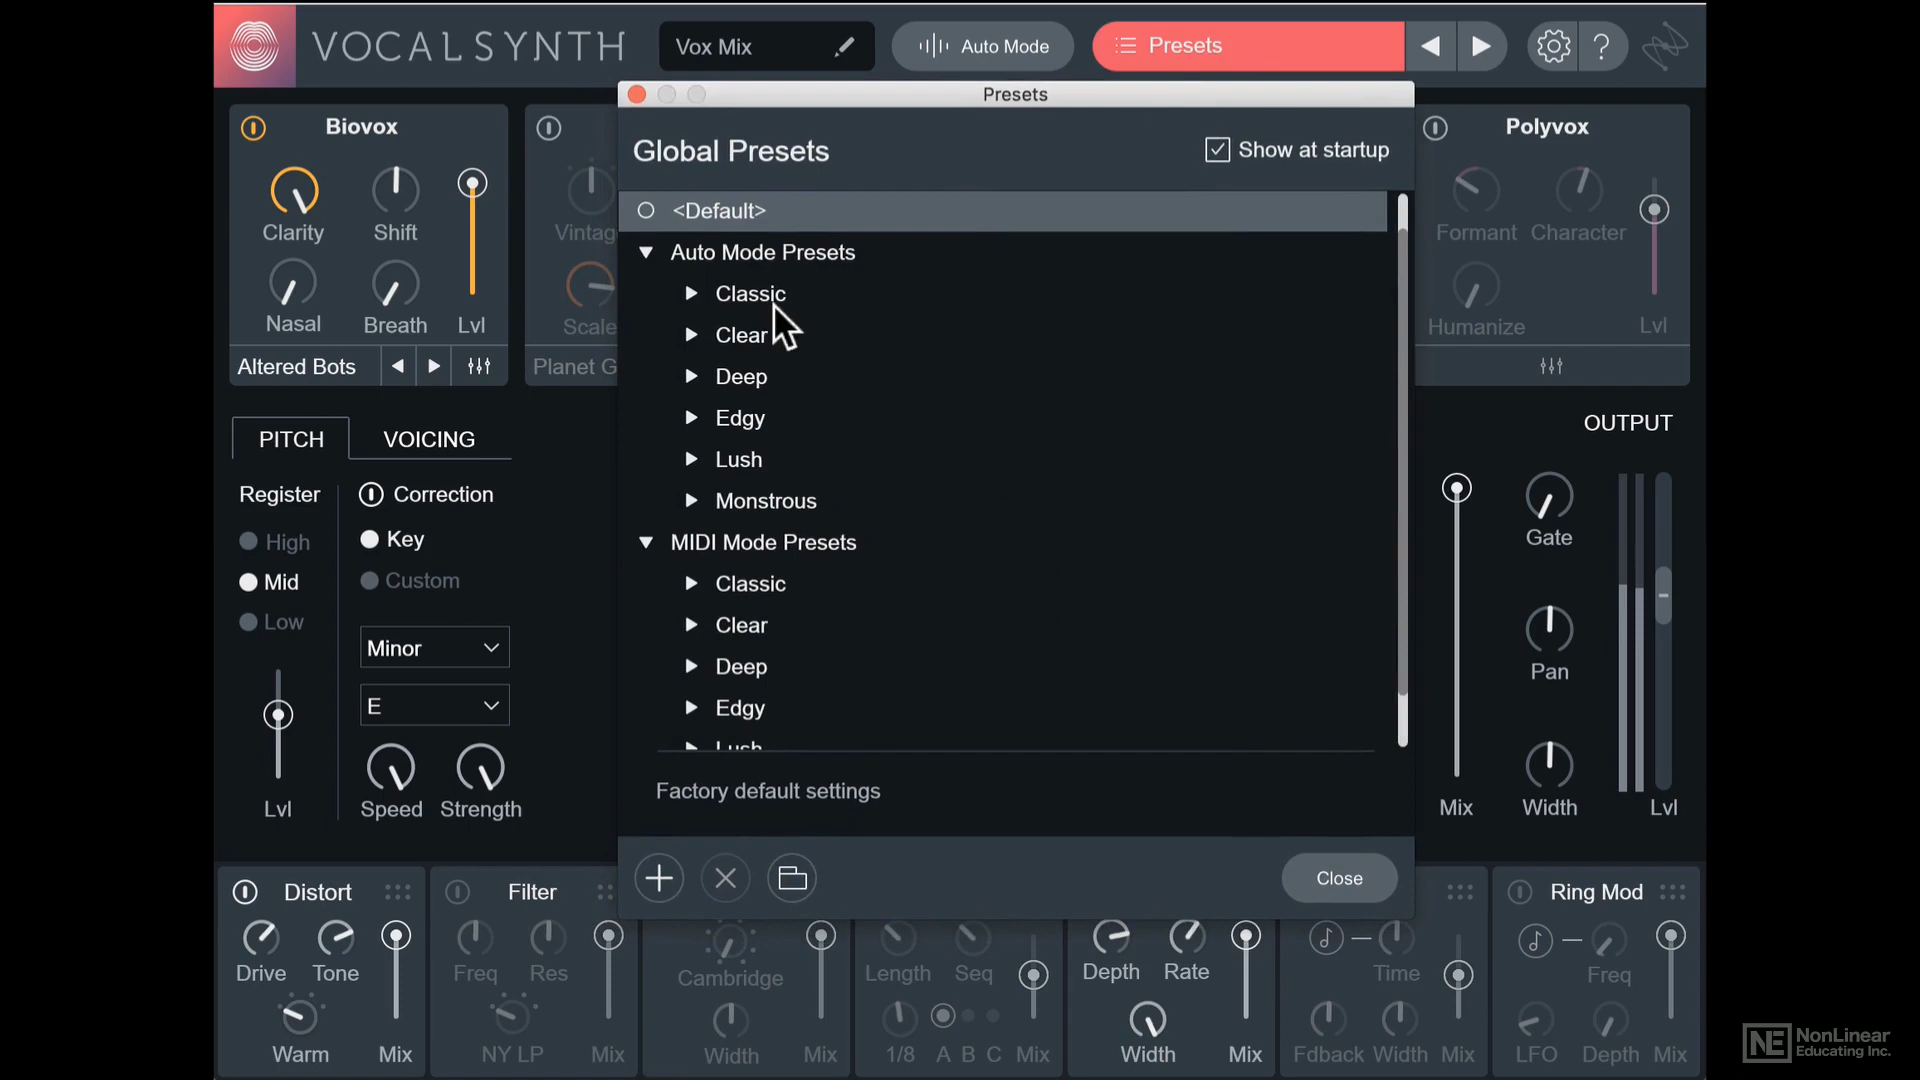 VOCALSYNTH
Vox Mix
Auto Mode
Presets
?
Presets
Global Presets
Show at startup
<Default>
Auto Mode Presets
Classic
Clear
Deep
Edgy
Lush
Monstrous
MIDI Mode Presets
Classic
Clear
Deep
Edgy
Lush
Factory default settings
Close
Biovox
Clarity
Shift
Nasal
Breath
Lvl
Altered Bots
Vintag
Scale
Planet G
Polyvox
Formant
Character
Humanize
Lvl
PITCH
VOICING
Register
High
Mid
Low
Lvl
Correction
Key
Custom
Minor
E
Speed
Strength
OUTPUT
Gate
Pan
Mix
Width
Lvl
Distort
Drive
Tone
Warm
Mix
Filter
Freq
Res
NY LP
Mix
Cambridge
Width
Mix
Length
Seq
1/8
A B C
Mix
Depth
Rate
Width
Mix
Time
Fdback
Width
Mix
Ring Mod
Freq
LFO
Depth
Mix
NE NonLinear
Educating Inc.